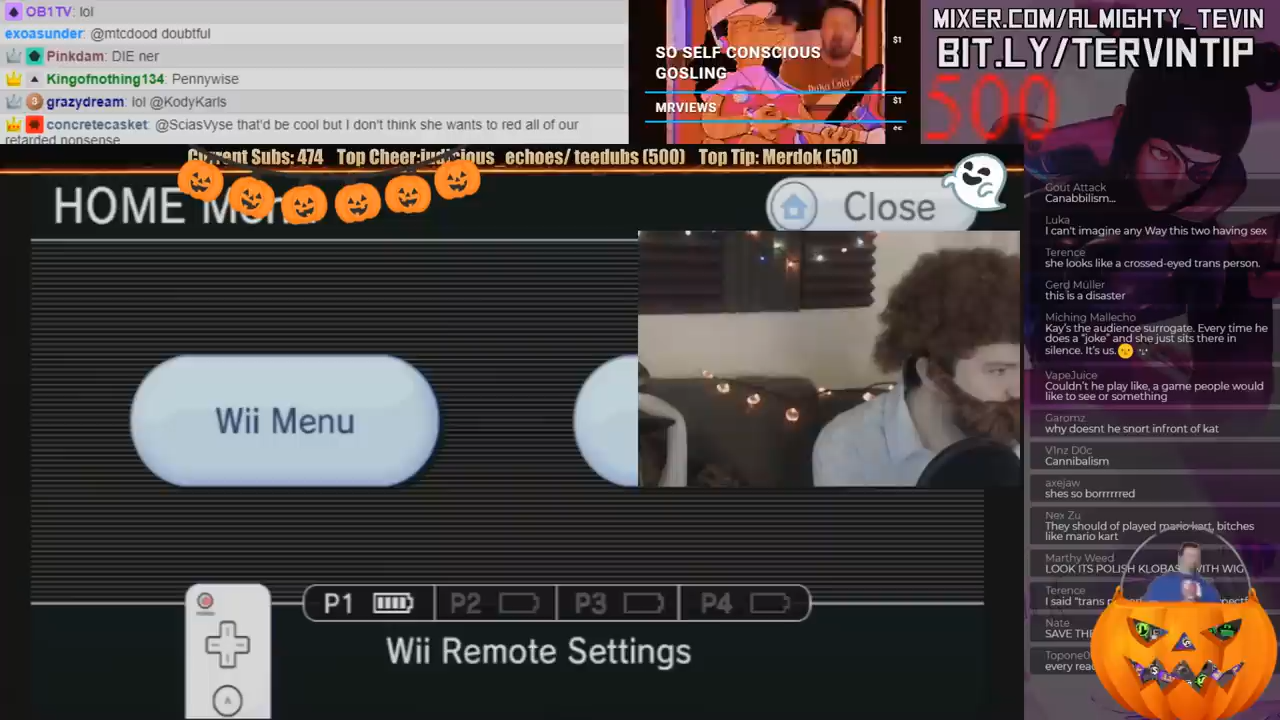 OB1TV: lol
exoasunder: @mtcdood doubtful
Pinkdam: DIE ner
Kingofnothing134: Pennywise
grazydream: lol @KodyKarls
concretecasket: @SciasVyse that'd be cool but I don't think she wants to red all of our
retarded nonsense
SO SELF CONSCIOUS
GOSLING
$1
MRVIEWS
$1
MIXER.COM/ALMIGHTY_TEVIN
BIT.LY/TERVINTIP
500
Current Subs: 474 Top Cheer:judicious_echoes/ teedubs (500) Top Tip: Merdok (50)
HOME
Close
Wii Menu
P1
P2
P3
P4
Wii Remote Settings
A
Gout Attack
Canabbilism...
Luka
I can't imagine any Way this two having sex
Terence
she looks like a crossed-eyed trans person.
Gerd Müller
this is a disaster
Miching Mallecho
Kay's the audience surrogate. Every time he
does a "joke" and she just sits there in
silence. It's us.
VapeJuice
Couldn't he play like, a game people would
like to see or something
Garomz
why doesnt he snort infront of kat
V1nz D0c
Cannibalism
axejaw
shes so borrrrrred
Nex Zu
They should of played mario kart, bitches
like mario kart
Marthy Weed
LOOK ITS POLISH WITH WIG
Terence
I said "trans
Nate
SAVE
every